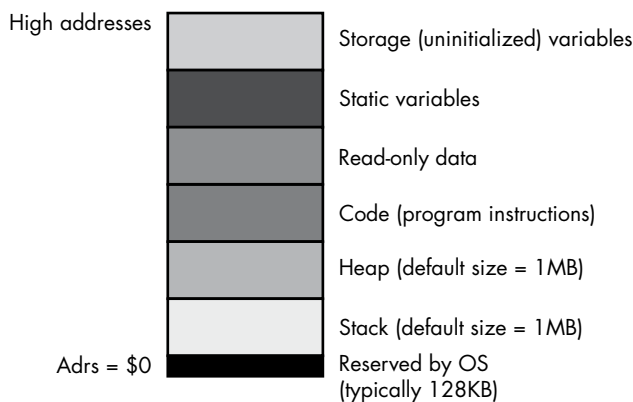 High addresses
Storage (uninitialized) variables
Static variables
Read-only data
Code (program instructions)
Heap (default size = 1MB)
Stack (default size = 1MB)
Adrs = $0
Reserved by OS
(typically 128KB)